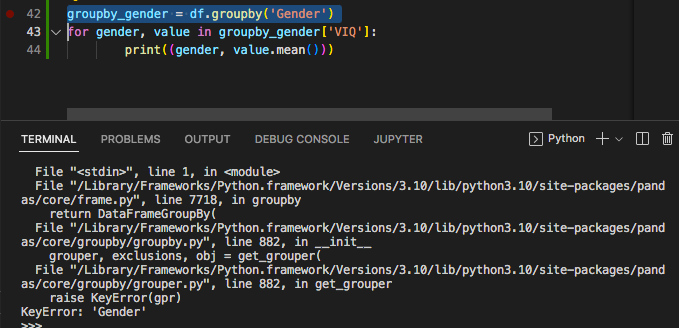 42 groupby_gender = df.groupby('Gender')
43 for gender, value in groupby_gender['VIQ']:
44 print((gender, value.mean()))
TERMINAL PROBLEMS OUTPUT DEBUG CONSOLE JUPYTER Python
File "<stdin>", line 1, in <module>
File "/Library/Frameworks/Python.framework/Versions/3.10/lib/python3.10/site-packages/pand
as/core/frame.py", line 7718, in groupby
return DataFrameGroupBy(
File "/Library/Frameworks/Python.framework/Versions/3.10/lib/python3.10/site-packages/pand
as/core/groupby/groupby.py", line 882, in __init__
grouper, exclusions, obj = get_grouper(
File "/Library/Frameworks/Python.framework/Versions/3.10/lib/python3.10/site-packages/pand
as/core/groupby/grouper.py", line 882, in get_grouper
raise KeyError(gpr)
KeyError: 'Gender'
>>>